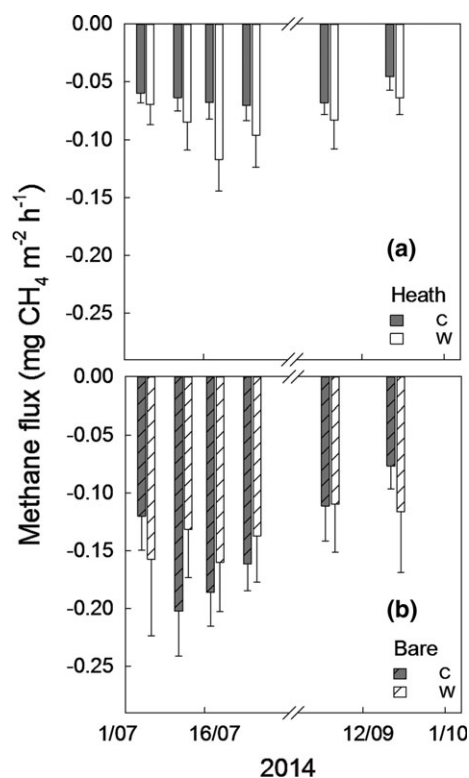 0.00
-0.05
-0.10
-0.15
-0.20
-0.25
(a)
Heath
C
W
Methane flux (mg CH₄ m⁻² h⁻¹)
0.00
-0.05
-0.10
-0.15
-0.20
-0.25
(b)
Bare
C
W
1/07 16/07 12/09 1/10
2014